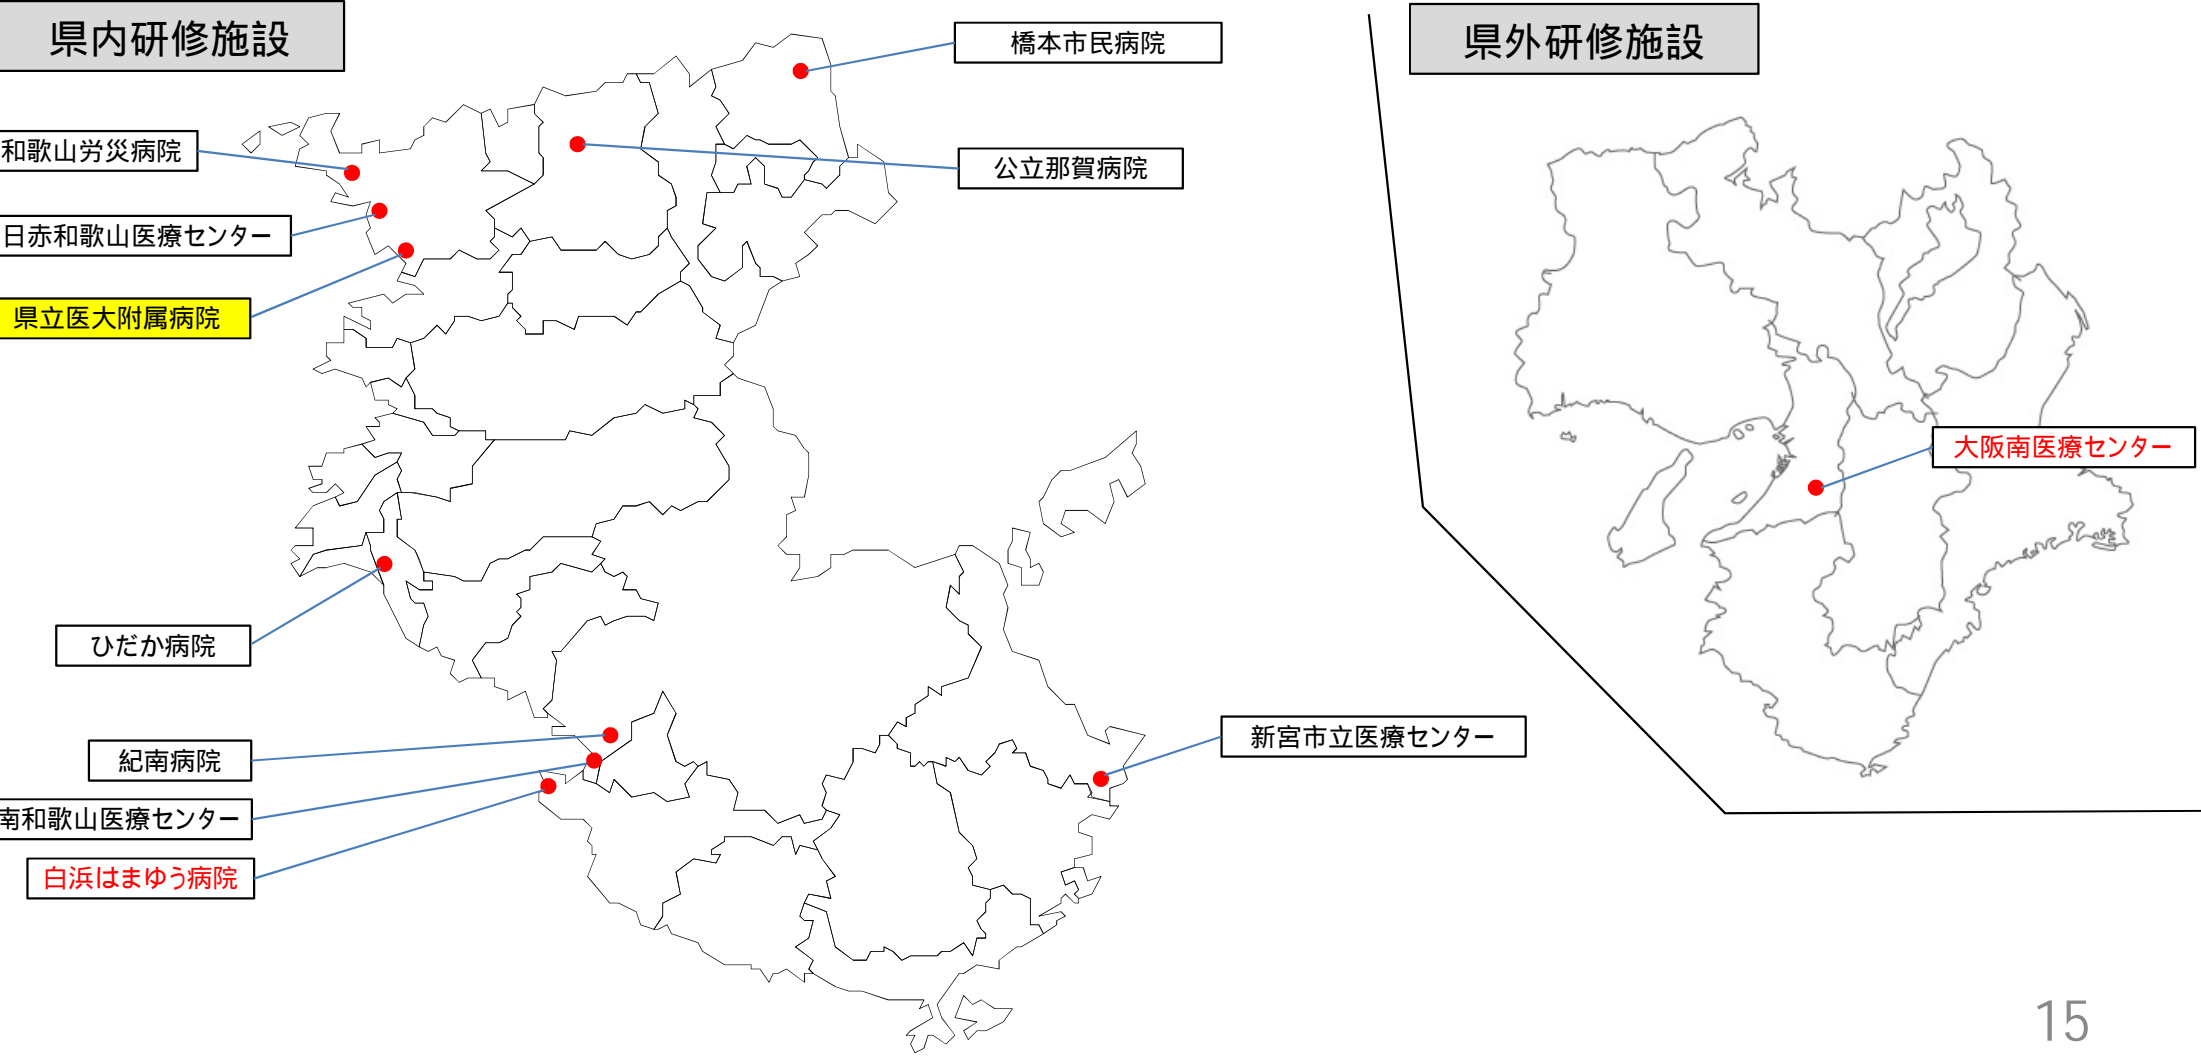 県内研修施設
県外研修施設
橋本市民病院
和歌山労災病院
公立那賀病院
日赤和歌山医療センター
県立医大附属病院
大阪南医療センター
ひだか病院
紀南病院
新宮市立医療センター
南和歌山医療センター
白浜はまゆう病院
15